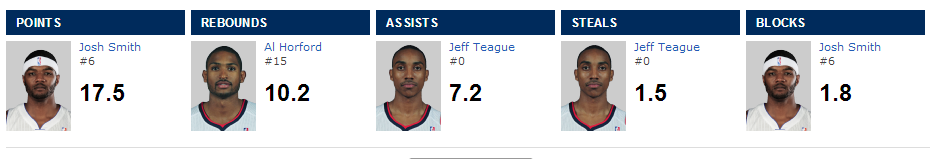 POINTS
Josh Smith
#6
17.5
REBOUNDS
Al Horford
#15
10.2
ASSISTS
Jeff Teague
#0
7.2
STEALS
Jeff Teague
#0
1.5
BLOCKS
Josh Smith
#6
1.8